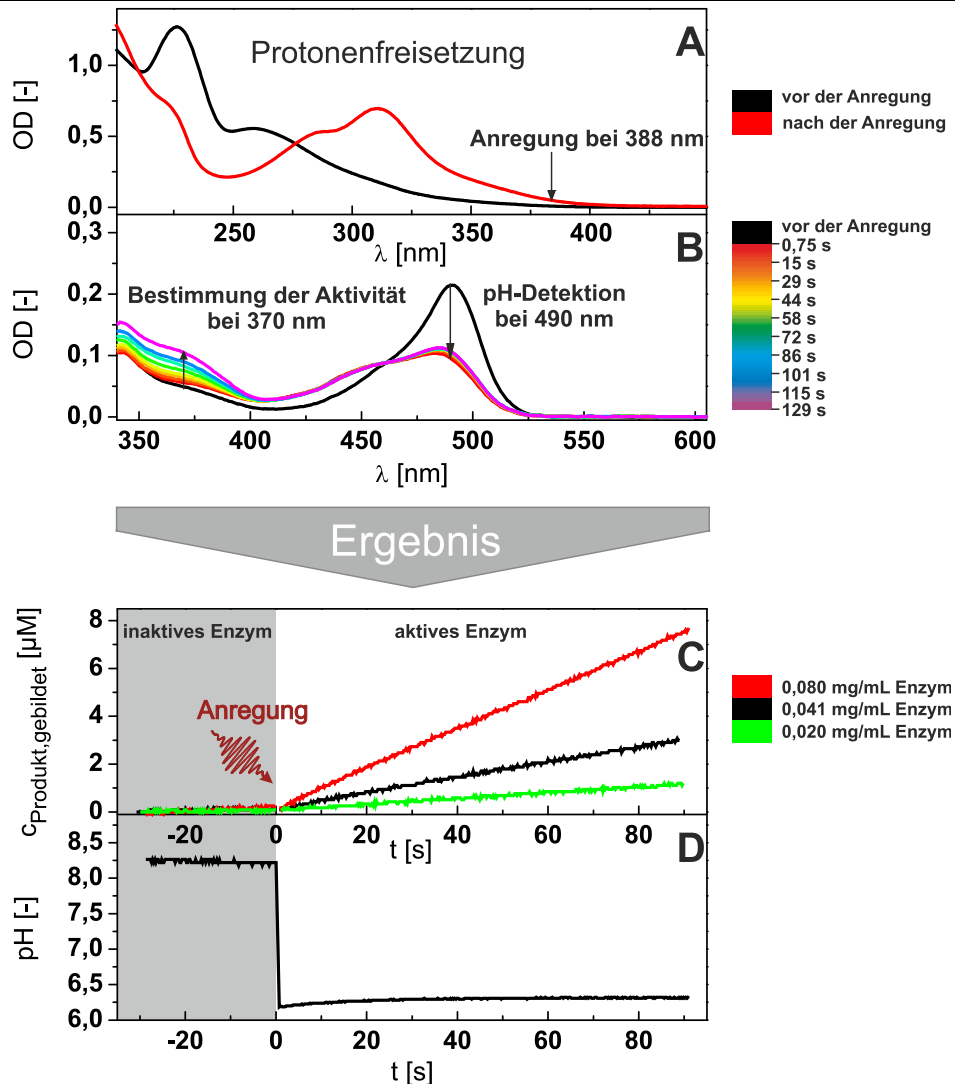 A
Protonenfreisetzung
Anregung bei 388 nm
OD [-]
1,0
0,5
0,0
250
300
350
400
λ [nm]
vor der Anregung
nach der Anregung
B
Bestimmung der Aktivität
bei 370 nm
pH-Detektion
bei 490 nm
OD [-]
0,3
0,2
0,1
0,0
350
400
450
500
550
600
λ [nm]
vor der Anregung
0,75 s
15 s
29 s
44 s
58 s
72 s
86 s
101 s
115 s
129 s
Ergebnis
inaktives Enzym
aktives Enzym
C
Anregung
cProdukt,gebildet [µM]
8
6
4
2
0
-20
0
20
40
60
80
t [s]
0,080 mg/mL Enzym
0,041 mg/mL Enzym
0,020 mg/mL Enzym
D
pH [-]
8,5
8,0
7,5
7,0
6,5
6,0
-20
0
20
40
60
80
t [s]